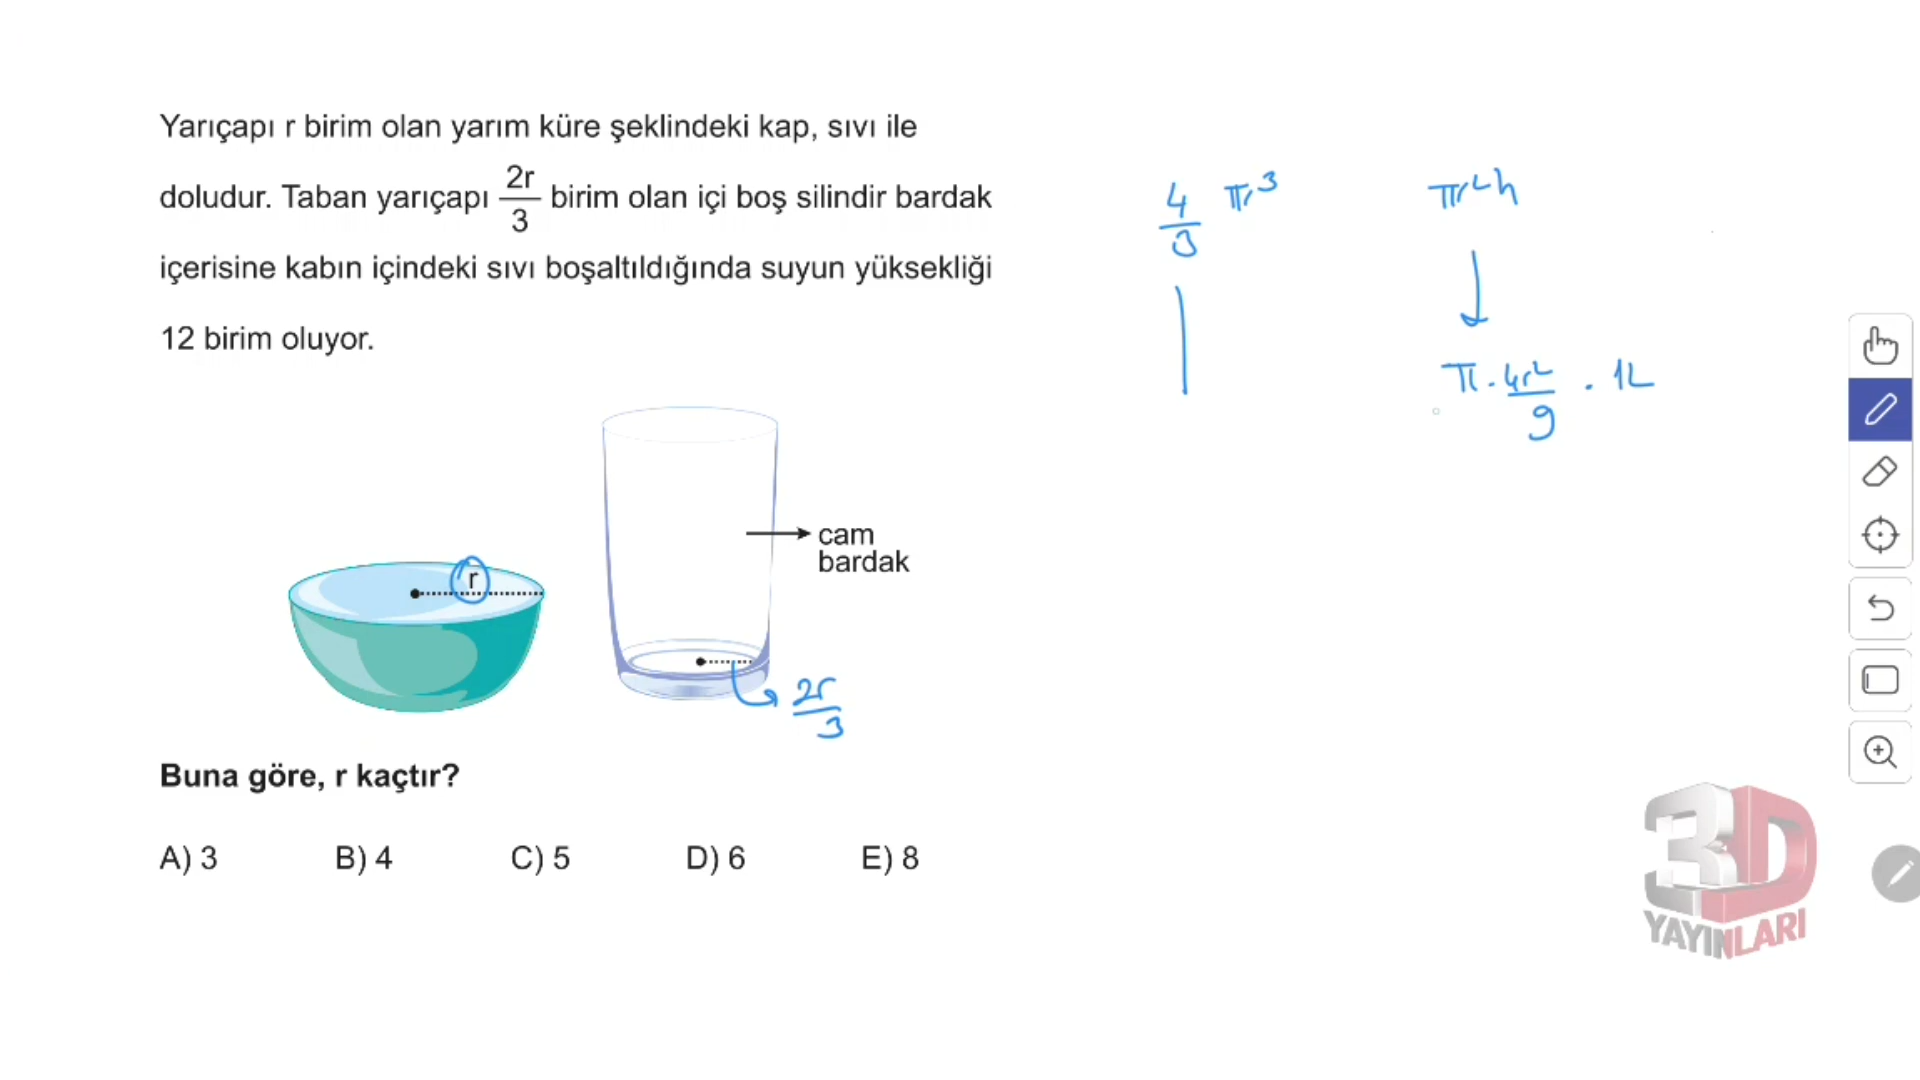 Yarıçapı r birim olan yarım küre şeklindeki kap, sıvı ile
doludur. Taban yarıçapı 2r/3 birim olan içi boş silindir bardak
içerisine kabın içindeki sıvı boşaltıldığında suyun yüksekliği
12 birim oluyor.
4/3 πr³
πr²h
π · 4r²/9 · 12
cam
bardak
r
2r/3
Buna göre, r kaçtır?
A) 3 B) 4 C) 5 D) 6 E) 8
3D
YAYINLARI